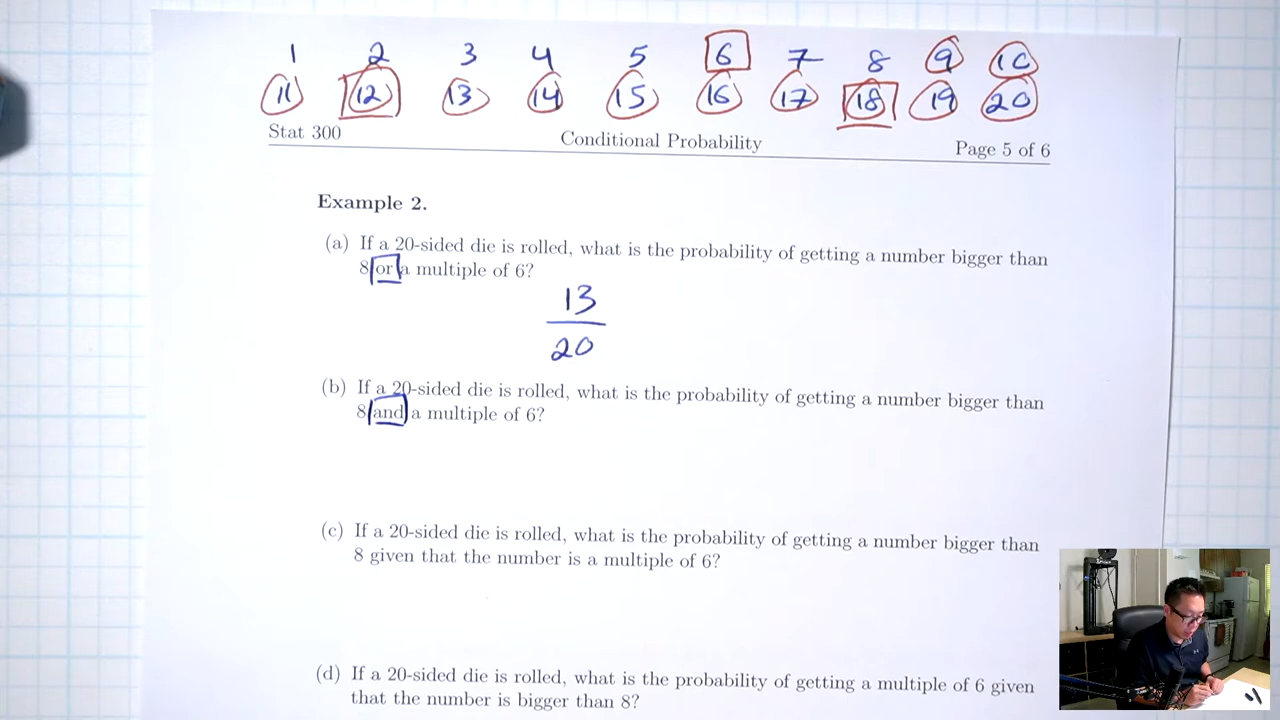 1 2 3 4 5 6 7 8 9 10
11 12 13 14 15 16 17 18 19 20
Stat 300 Conditional Probability Page 5 of 6
Example 2.
(a) If a 20-sided die is rolled, what is the probability of getting a number bigger than
8 or a multiple of 6?
13
20
(b) If a 20-sided die is rolled, what is the probability of getting a number bigger than
8 and a multiple of 6?
(c) If a 20-sided die is rolled, what is the probability of getting a number bigger than
8 given that the number is a multiple of 6?
(d) If a 20-sided die is rolled, what is the probability of getting a multiple of 6 given
that the number is bigger than 8?